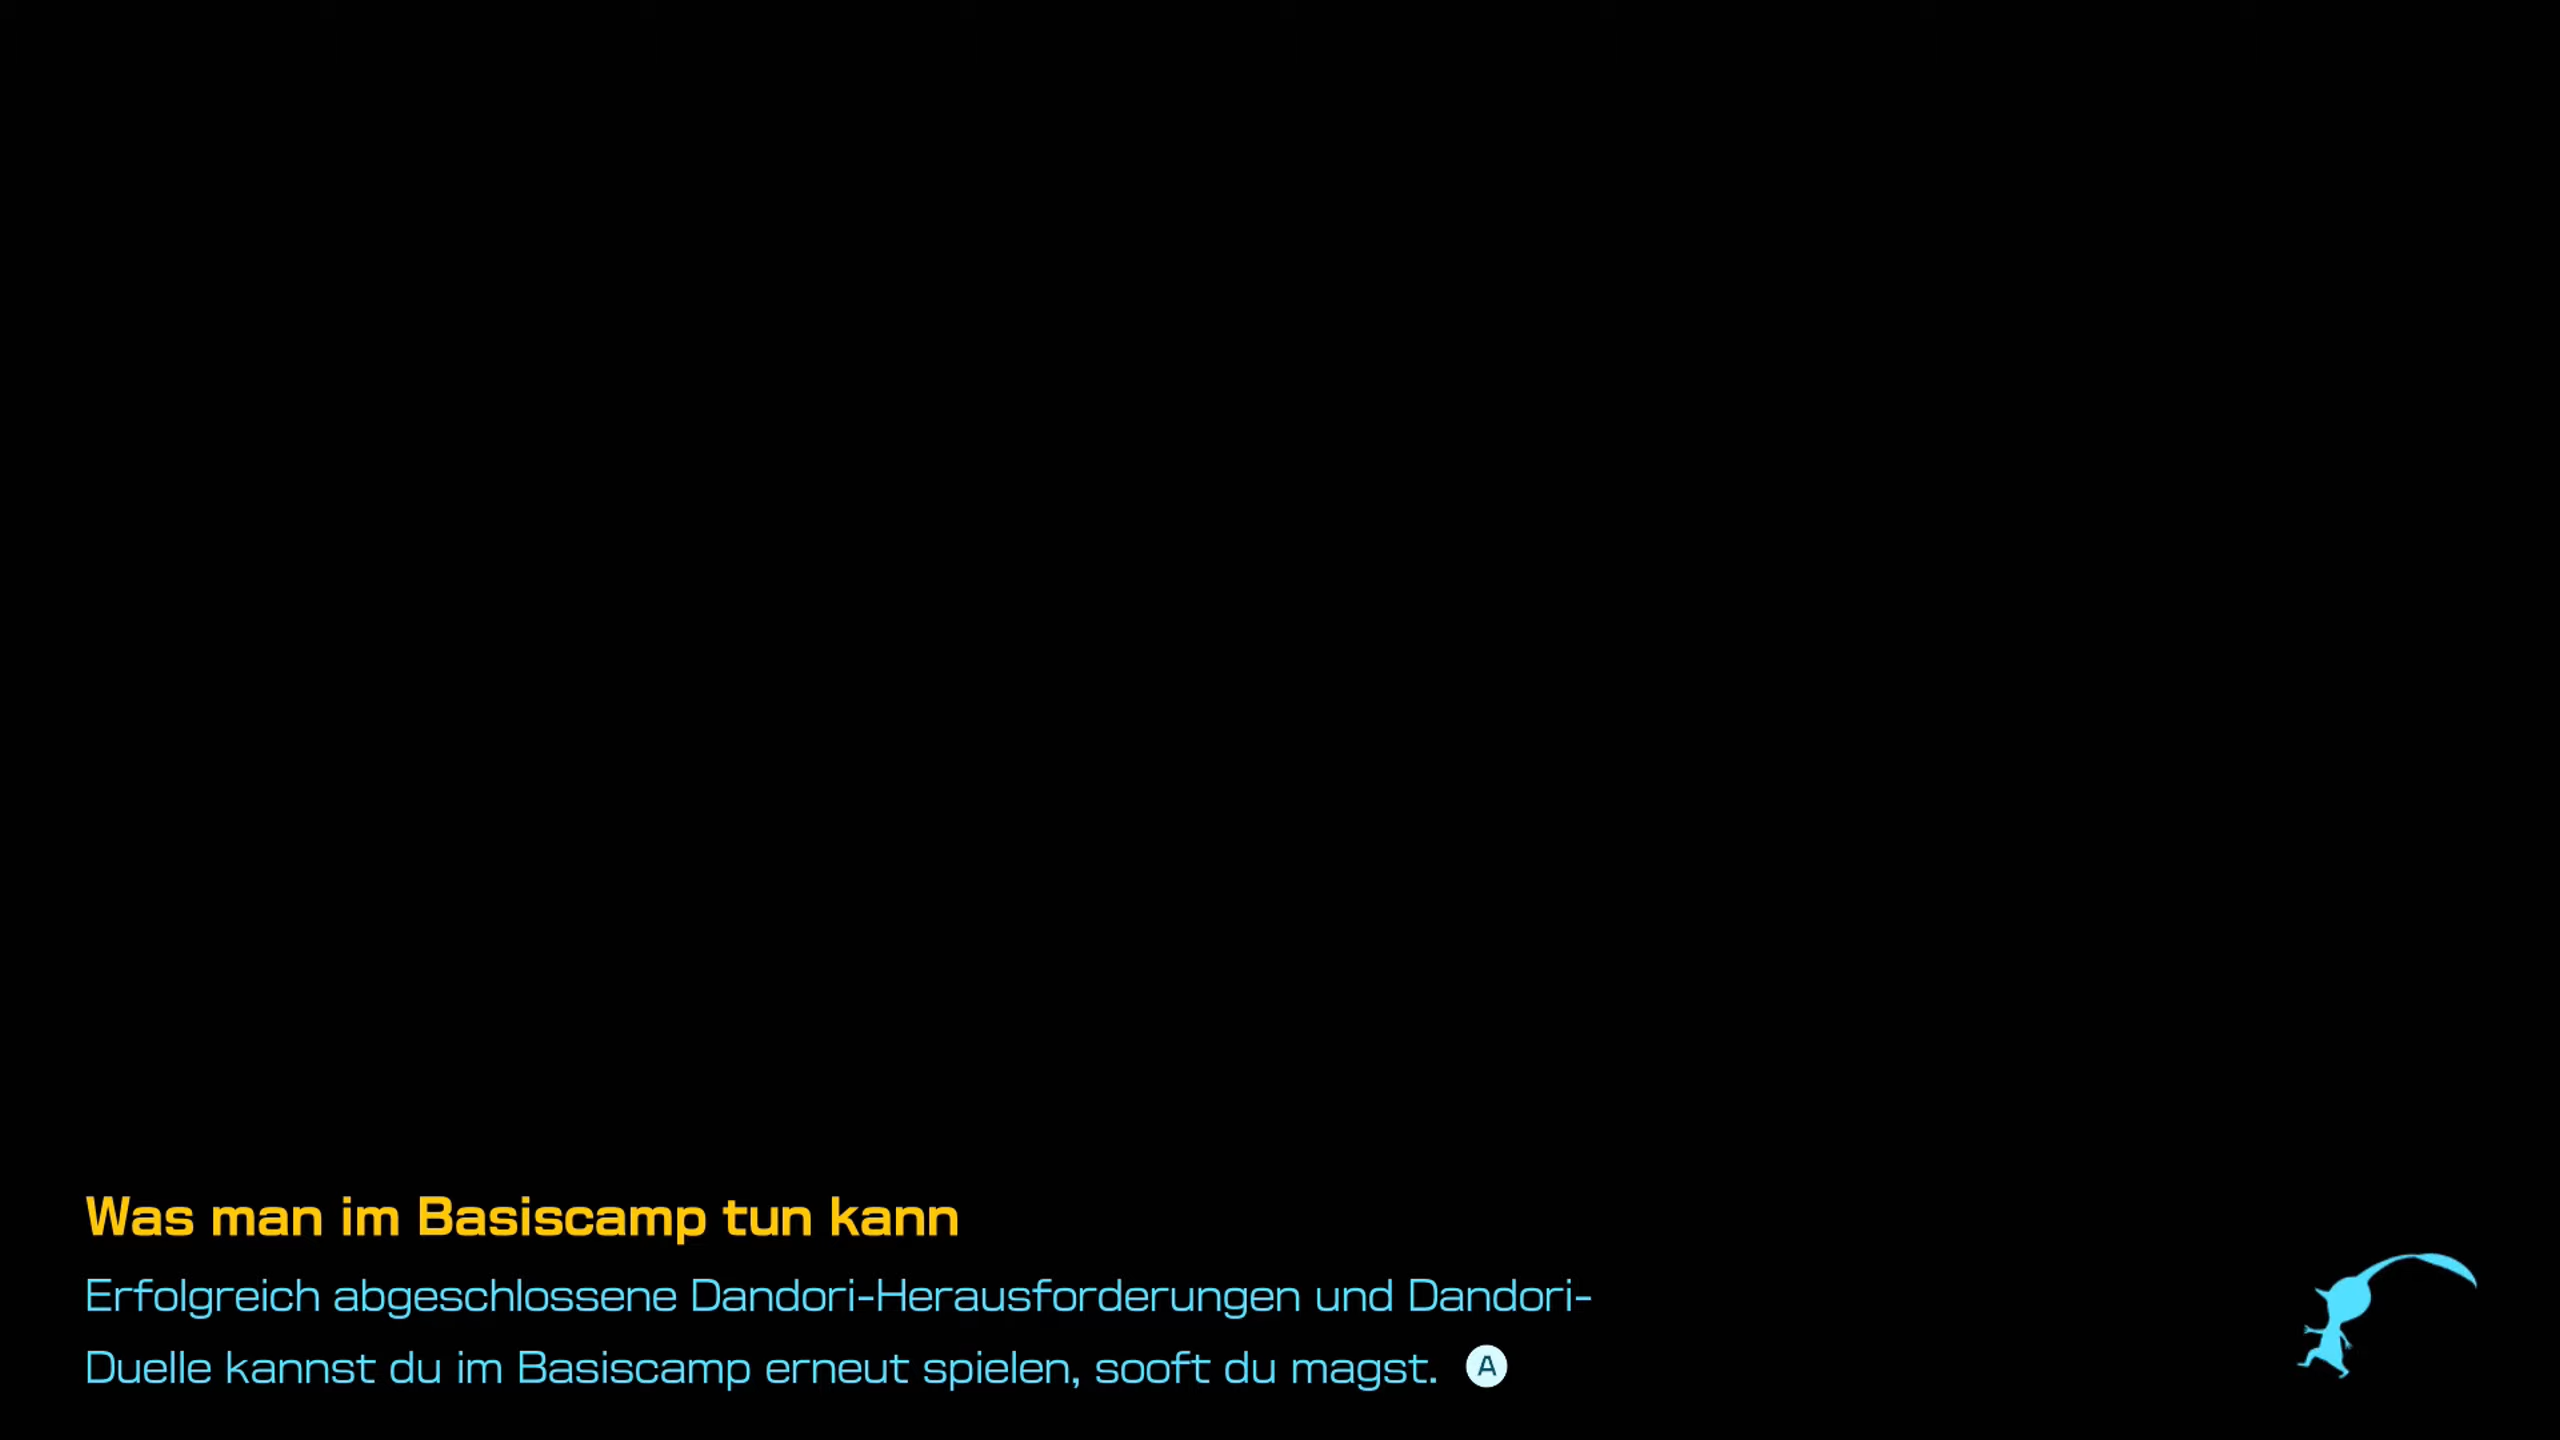 Was man im Basiscamp tun kann
Erfolgreich abgeschlossene Dandori-Herausforderungen und Dandori-
Duelle kannst du im Basiscamp erneut spielen, sooft du magst. A